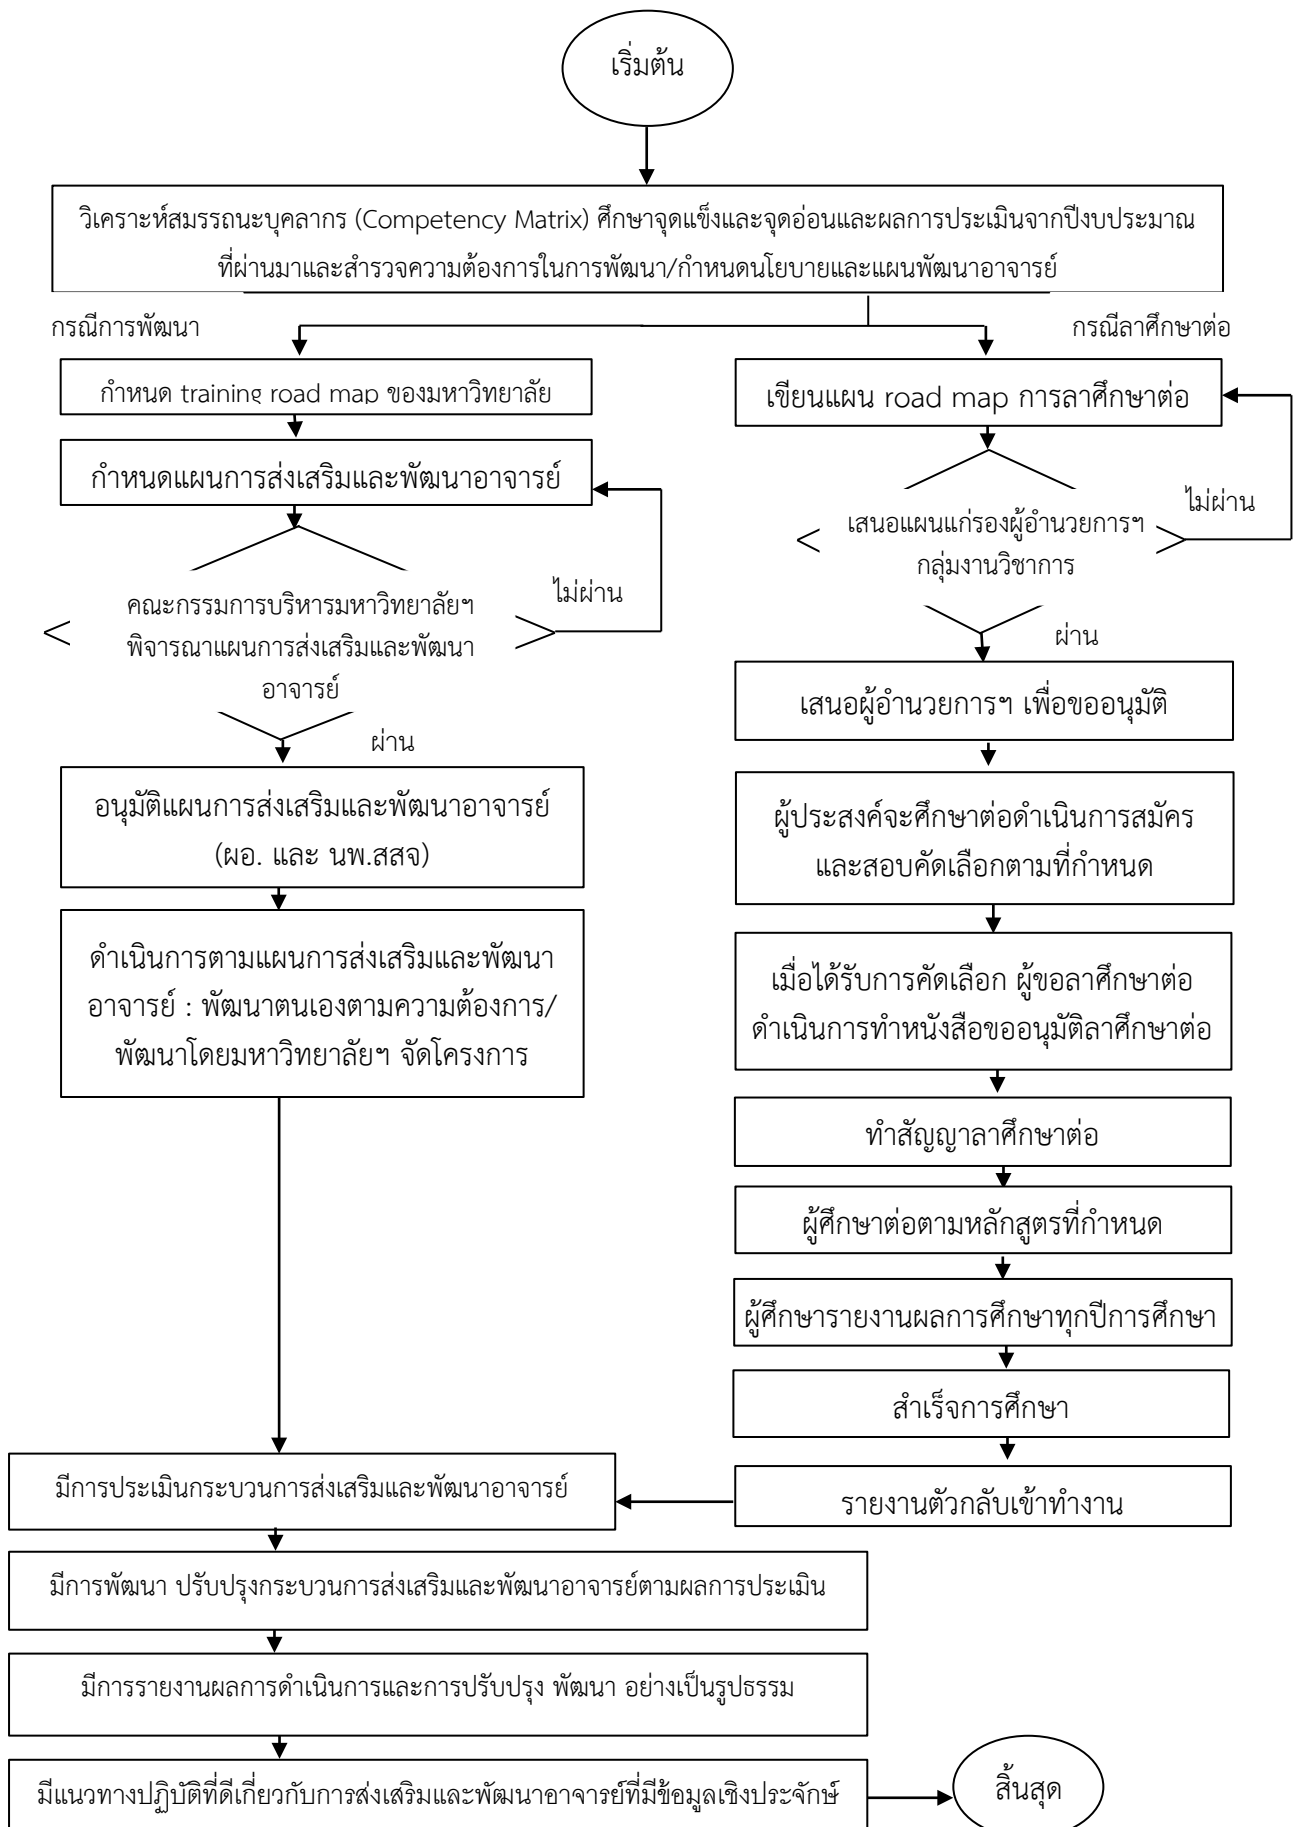 เริ่มต้น
วิเคราะห์สมรรถนะบุคลากร (Competency Matrix) ศึกษาจุดแข็งและจุดอ่อนและผลการประเมินจากปีงบประมาณ
ที่ผ่านมาและสำรวจความต้องการในการพัฒนา/กำหนดนโยบายและแผนพัฒนาอาจารย์
กรณีการพัฒนา
กำหนด training road map ของมหาวิทยาลัย
กำหนดแผนการส่งเสริมและพัฒนาอาจารย์
ไม่ผ่าน
คณะกรรมการบริหารมหาวิทยาลัยฯ
พิจารณาแผนการส่งเสริมและพัฒนา
อาจารย์
ผ่าน
อนุมัติแผนการส่งเสริมและพัฒนาอาจารย์
(ผอ. และ นพ.สสจ)
ดำเนินการตามแผนการส่งเสริมและพัฒนา
อาจารย์ : พัฒนาตนเองตามความต้องการ/
พัฒนาโดยมหาวิทยาลัยฯ จัดโครงการ
กรณีลาศึกษาต่อ
เขียนแผน road map การลาศึกษาต่อ
ไม่ผ่าน
เสนอแผนแก่รองผู้อำนวยการฯ
กลุ่มงานวิชาการ
ผ่าน
เสนอผู้อำนวยการฯ เพื่อขออนุมัติ
ผู้ประสงค์จะศึกษาต่อดำเนินการสมัคร
และสอบคัดเลือกตามที่กำหนด
เมื่อได้รับการคัดเลือก ผู้ขอลาศึกษาต่อ
ดำเนินการทำหนังสือขออนุมัติลาศึกษาต่อ
ทำสัญญาลาศึกษาต่อ
ผู้ศึกษาต่อตามหลักสูตรที่กำหนด
ผู้ศึกษารายงานผลการศึกษาทุกปีการศึกษา
สำเร็จการศึกษา
รายงานตัวกลับเข้าทำงาน
มีการประเมินกระบวนการส่งเสริมและพัฒนาอาจารย์
มีการพัฒนา ปรับปรุงกระบวนการส่งเสริมและพัฒนาอาจารย์ตามผลการประเมิน
มีการรายงานผลการดำเนินการและการปรับปรุง พัฒนา อย่างเป็นรูปธรรม
มีแนวทางปฏิบัติที่ดีเกี่ยวกับการส่งเสริมและพัฒนาอาจารย์ที่มีข้อมูลเชิงประจักษ์
สิ้นสุด